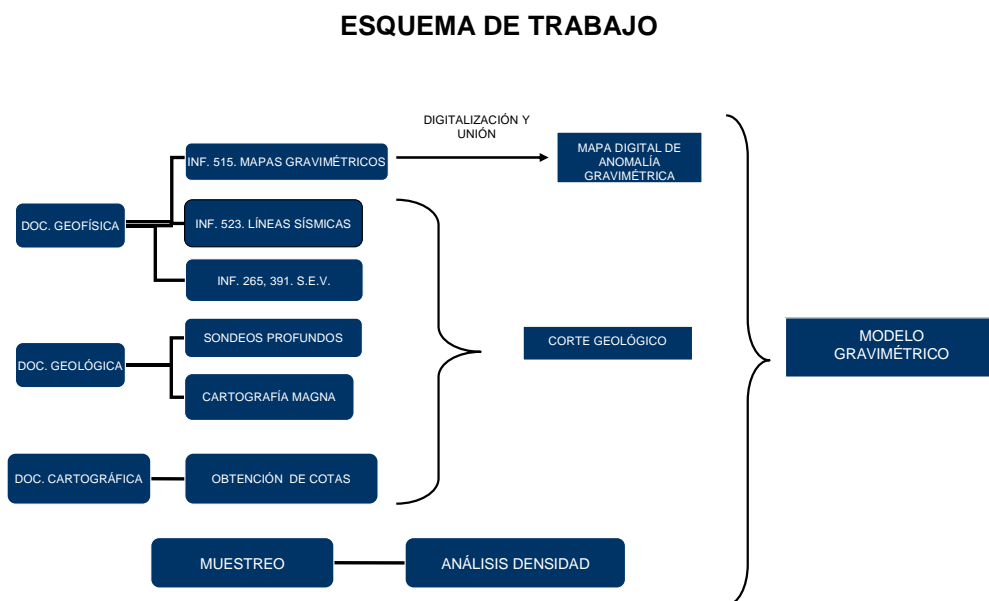 ESQUEMA DE TRABAJO
DIGITALIZACIÓN Y
UNIÓN
INF. 515. MAPAS GRAVIMÉTRICOS
MAPA DIGITAL DE
ANOMALÍA
GRAVIMÉTRICA
DOC. GEOFÍSICA
INF. 523. LÍNEAS SÍSMICAS
INF. 265, 391. S.E.V.
SONDEOS PROFUNDOS
DOC. GEOLÓGICA
CARTOGRAFÍA MAGNA
CORTE GEOLÓGICO
MODELO
GRAVIMÉTRICO
DOC. CARTOGRÁFICA
OBTENCIÓN DE COTAS
MUESTREO
ANÁLISIS DENSIDAD